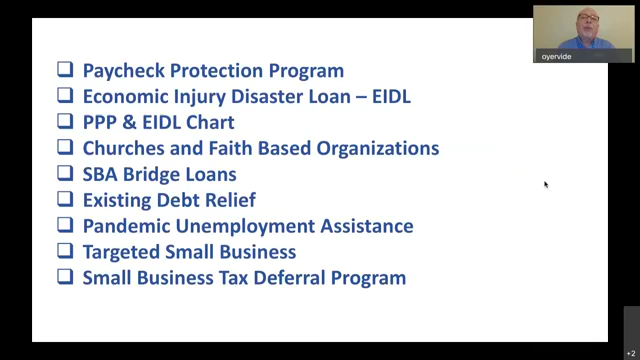 Paycheck Protection Program
Economic Injury Disaster Loan – EIDL
PPP & EIDL Chart
Churches and Faith Based Organizations
SBA Bridge Loans
Existing Debt Relief
Pandemic Unemployment Assistance
Targeted Small Business
Small Business Tax Deferral Program
oyervide
+2